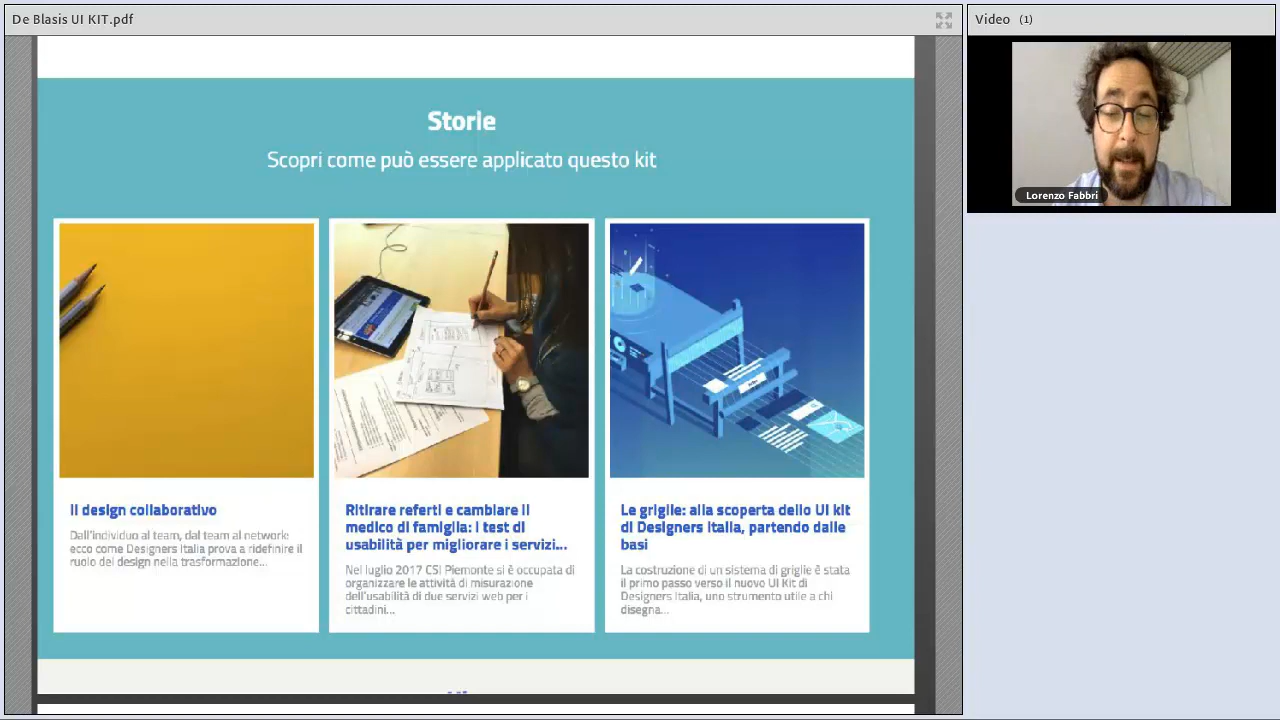 De Blasis UI KIT.pdf
Video (1)
Lorenzo Fabbri
Storie
Scopri come può essere applicato questo kit
Il design collaborativo
Dall'individuo al team, dal team al network
ecco come Designers Italia prova a ridefinire il
ruolo del design nella trasformazione...
Ritirare referti e cambiare il
medico di famiglia: i test di
usabilità per migliorare i servizi...
Nel luglio 2017 CSI Piemonte si è occupata di
organizzare le attività di misurazione
dell'usabilità di due servizi web per i
cittadini...
Le griglie: alla scoperta dello UI kit
di Designers Italia, partendo dalle
basi
La costruzione di un sistema di griglie è stata
il primo passo verso il nuovo UI Kit di
Designers Italia, uno strumento utile a chi
disegna...